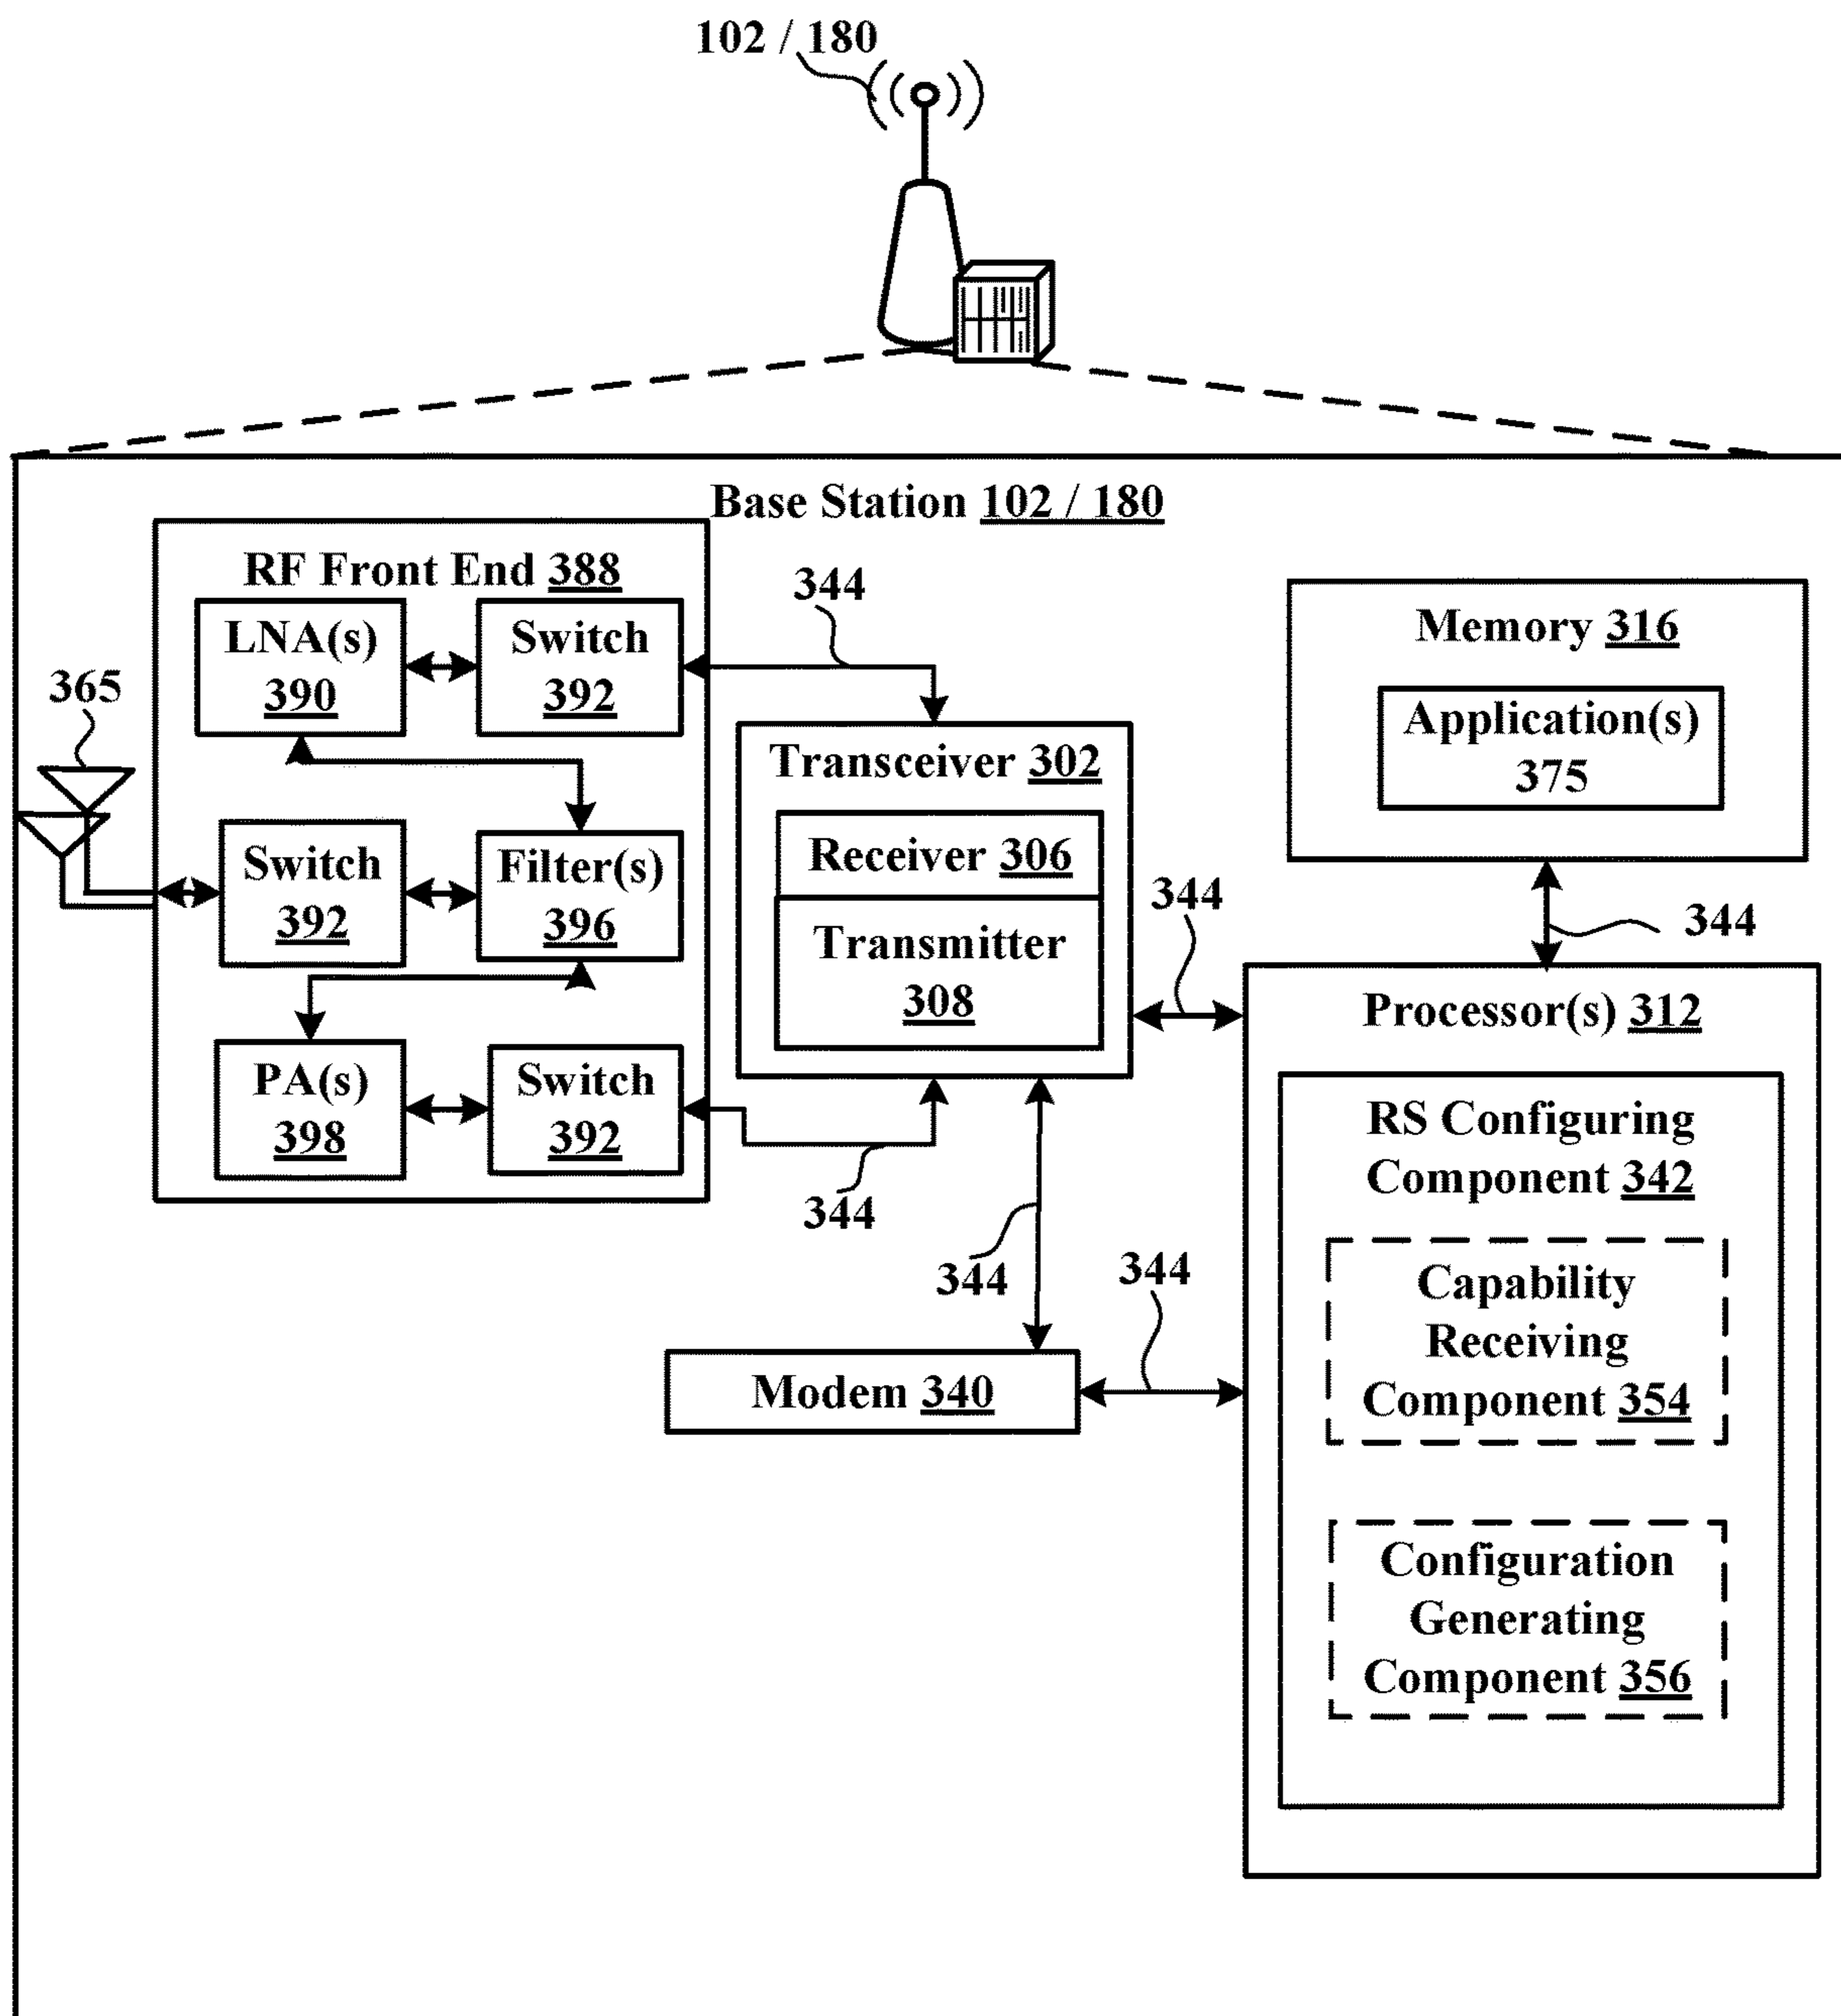 102 / 180
Base Station 102 / 180
RF Front End 388
LNA(s)
390
Switch
392
365
Switch
392
Filter(s)
396
PA(s)
398
Switch
392
344
Transceiver 302
Receiver 306
Transmitter
308
344
344
344
Modem 340
344
Memory 316
Application(s)
375
344
Processor(s) 312
RS Configuring
Component 342
Capability
Receiving
Component 354
Configuration
Generating
Component 356